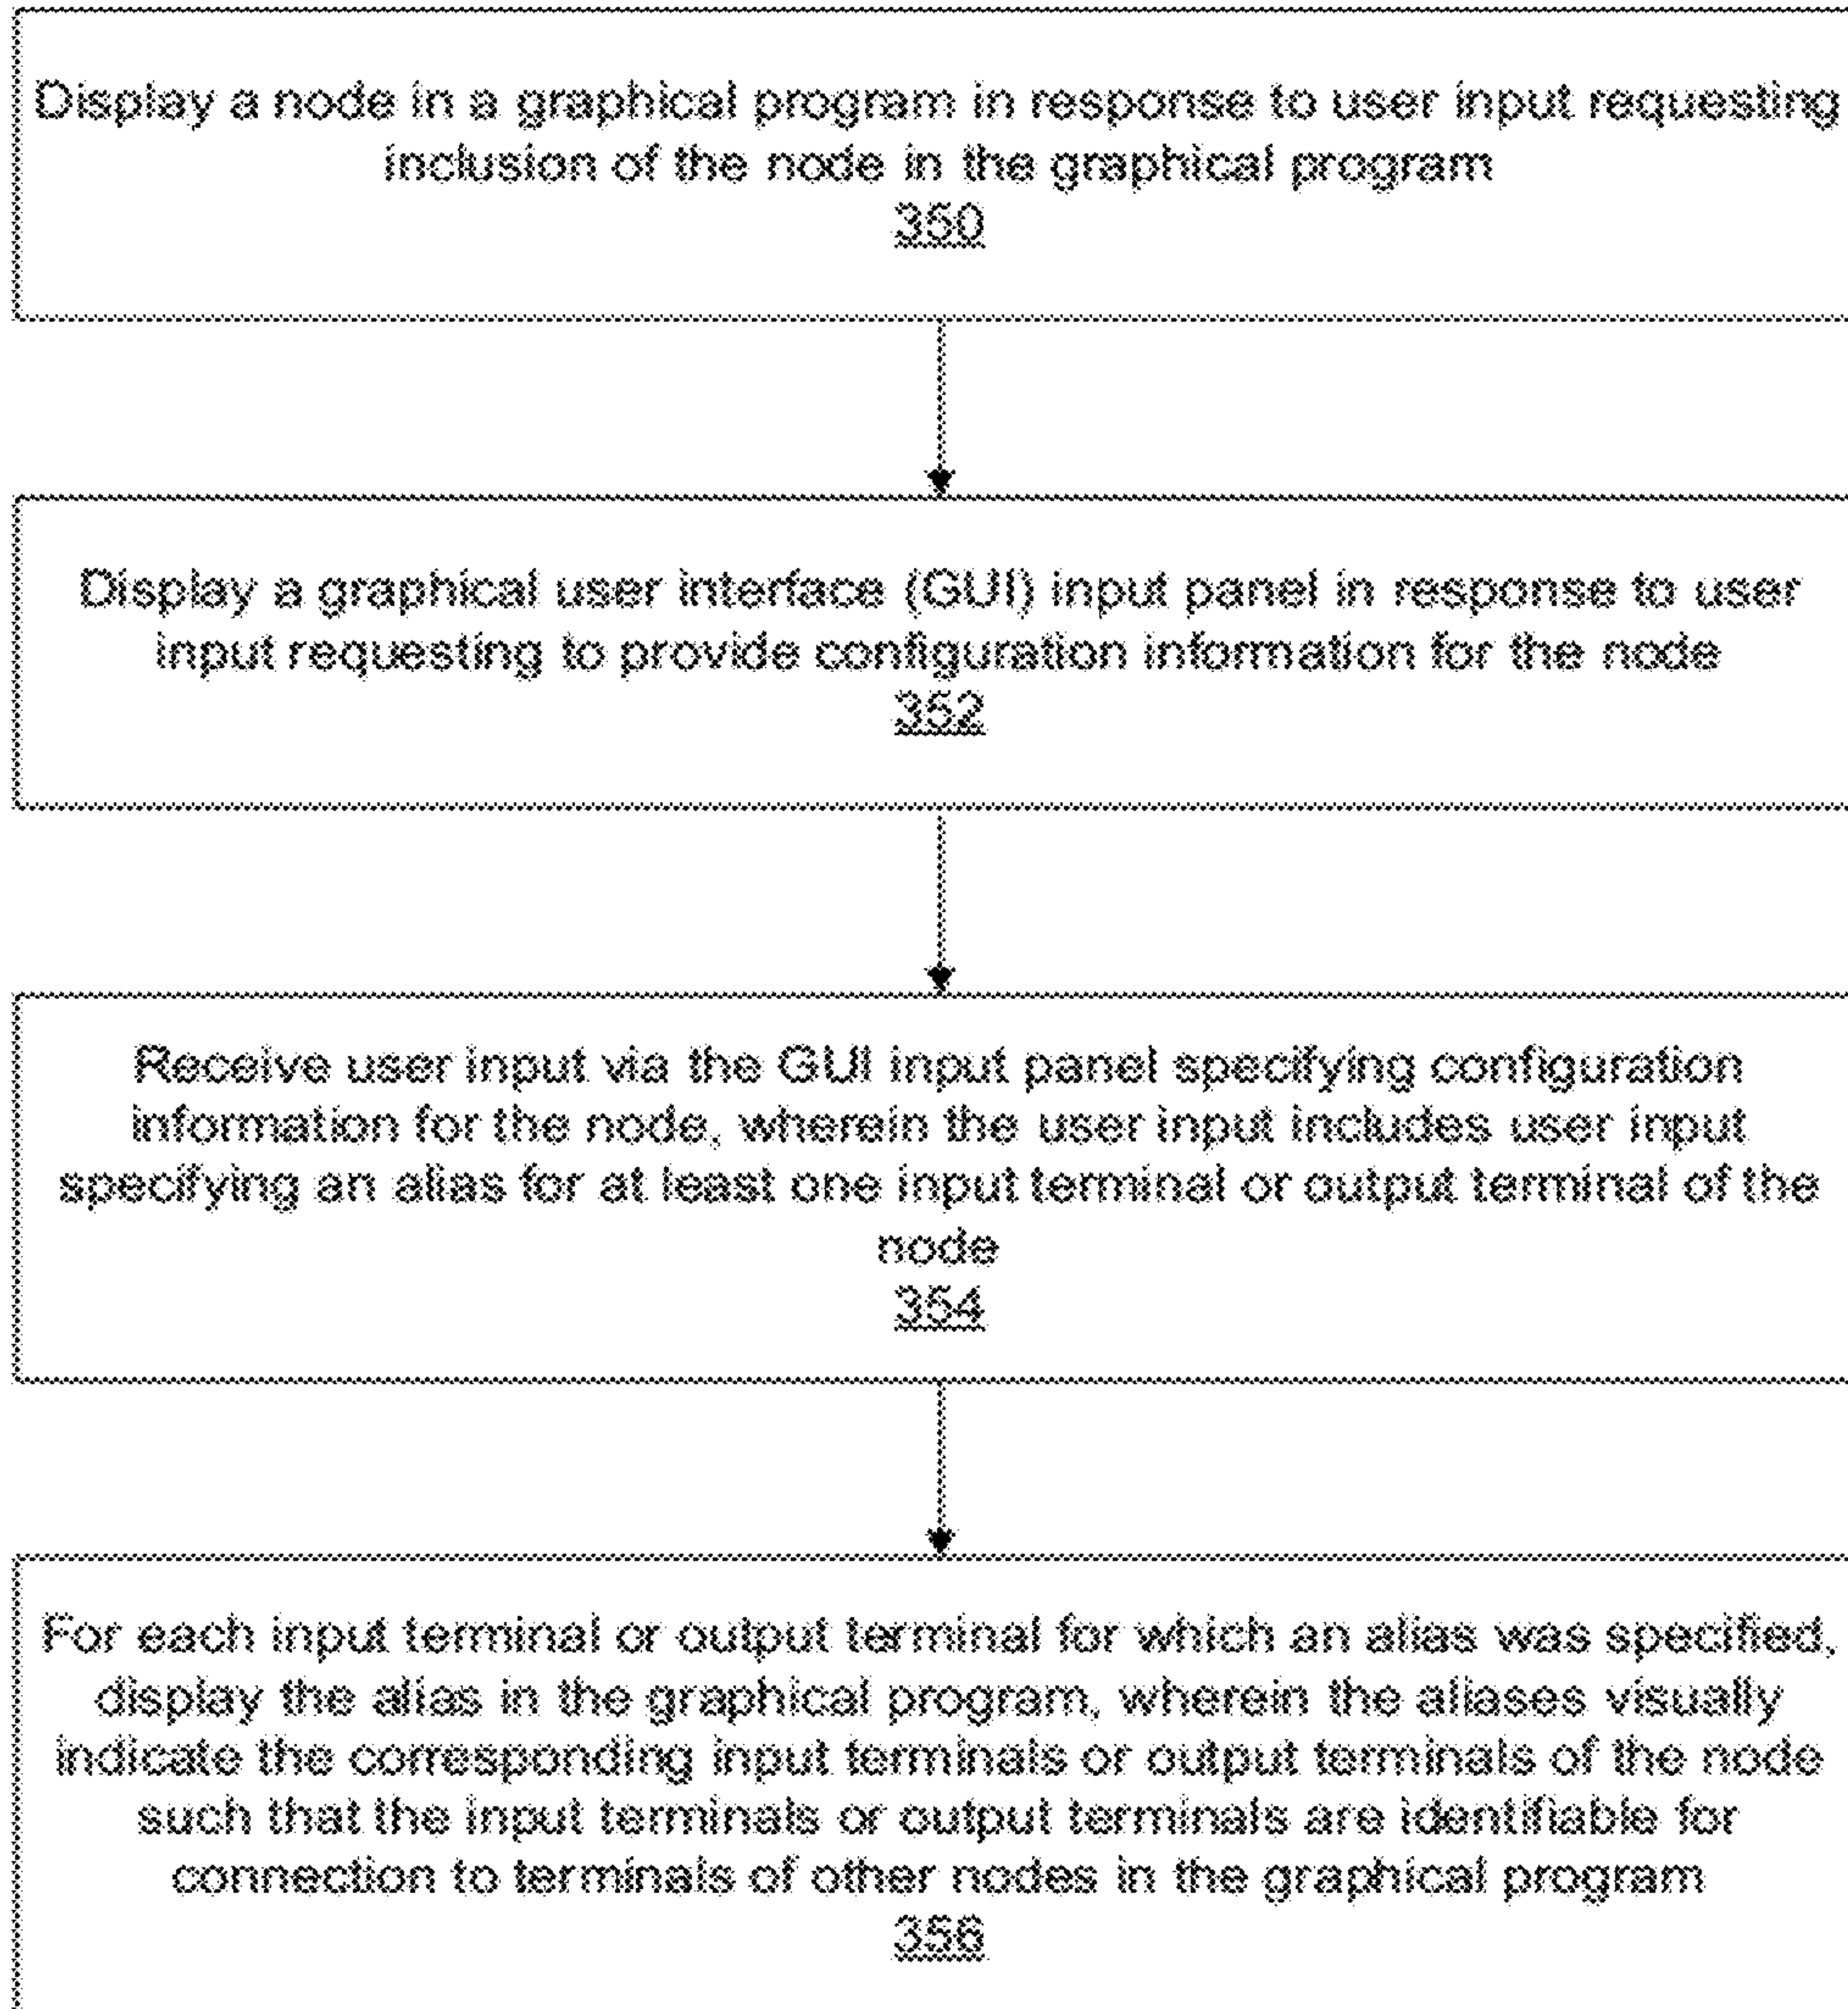 Display a node in a graphical program in response to user input requesting
inclusion of the node in the graphical program
350
Display a graphical user interface (GUI) input panel in response to user
input requesting to provide configuration information for the node
352
Receive user input via the GUI input panel specifying configuration
information for the node, wherein the user input includes user input
specifying an alias for at least one input terminal or output terminal of the
node
354
For each input terminal or output terminal for which an alias was specified,
display the alias in the graphical program, wherein the aliases visually
indicate the corresponding input terminals or output terminals of the node
such that the input terminals or output terminals are identifiable for
connection to terminals of other nodes in the graphical program
356